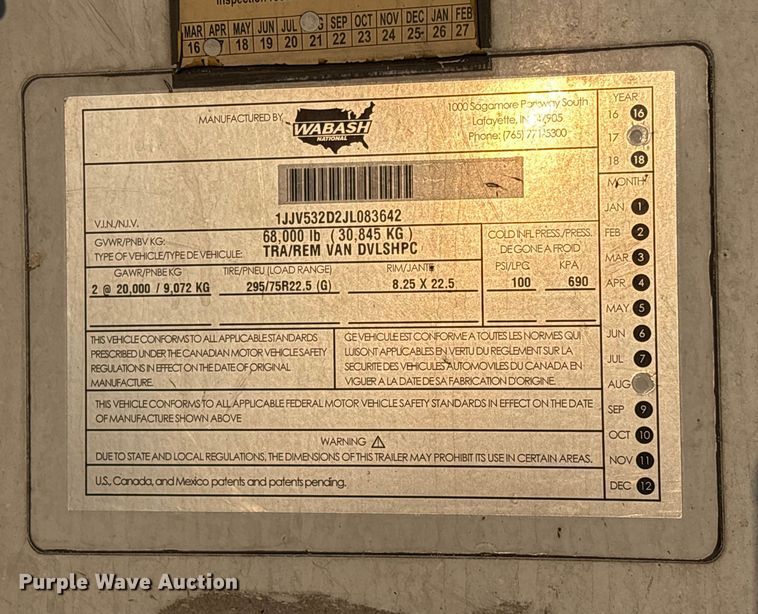 MAR APR MAY JUN JUL SEP OCT NOV DEC JAN FEB
16 18 19 20 21 22 23 24 25 26 27
MANUFACTURED BY
WABASH
NATIONAL
1000 Sagamore Parkway South
Lafayette, IN
Phone: (765)
V.I.N./N.I.V.
1JJV532D2JL083642
GVWR/PNBV KG:
68,000 lb ( 30,845 KG )
TYPE OF VEHICLE/TYPE DE VEHICULE:
TRA/REM VAN DVLSHPC
COLD INFL PRESS./PRESS.
DE GONE A FROID
GAWR/PNBE KG
TIRE/PNEU (LOAD RANGE)
RIM/JANTE
PSI/LPC
KPA
2 @ 20,000 / 9,072 KG
295/75R22.5 (G)
8.25 X 22.5
100
690
THIS VEHICLE CONFORMS TO ALL APPLICABLE STANDARDS
PRESCRIBED UNDER THE CANADIAN MOTOR VEHICLE SAFETY
REGULATIONS IN EFFECT ON THE DATE OF ORIGINAL
MANUFACTURE.
CE VEHICULE EST CONFORME A TOUTES LES NORMES QUI
LUI SONT APPLICABLES EN VERTU DU REGLEMENT SUR LA
SECURITE DES VEHICULES AUTOMOVILES DU CANADA EN
VIGUER A LA DATE DE SA FABRICATION D'ORIGINE.
THIS VEHICLE CONFORMS TO ALL APPLICABLE FEDERAL MOTOR VEHICLE SAFETY STANDARDS IN EFFECT ON THE DATE
OF MANUFACTURE SHOWN ABOVE
WARNING ⚠
DUE TO STATE AND LOCAL REGULATIONS, THE DIMENSIONS OF THIS TRAILER MAY PROHIBIT ITS USE IN CERTAIN AREAS.
U.S., Canada, and Mexico patents and patents pending.
YEAR
16 16
17
18 18
MONTH
JAN 1
FEB 2
MAR 3
APR 4
MAY 5
JUN 6
JUL 7
AUG
SEP 9
OCT 10
NOV 11
DEC 12
Purple Wave Auction